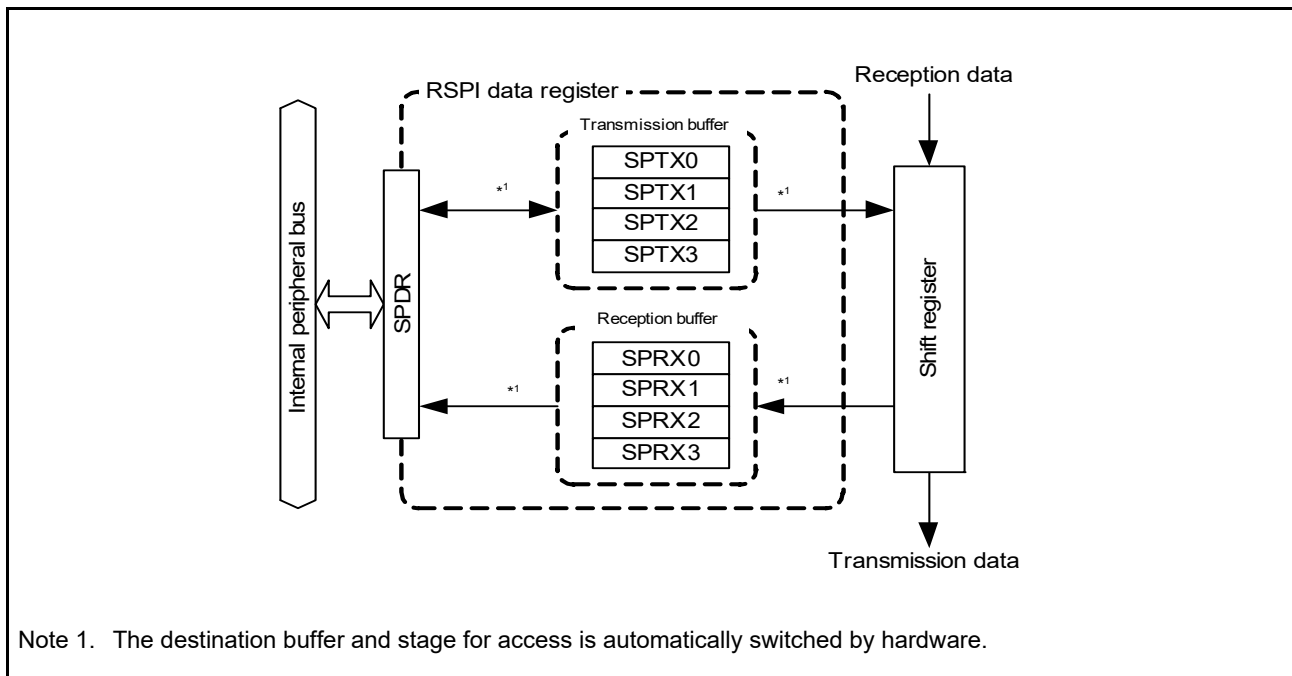 Reception data
RSPI data register
Transmission buffer
SPTX0
SPTX1
SPTX2
SPTX3
*1
*1
Internal peripheral bus
SPDR
Shift register
Reception buffer
SPRX0
SPRX1
SPRX2
SPRX3
*1
*1
Transmission data
Note 1. The destination buffer and stage for access is automatically switched by hardware.